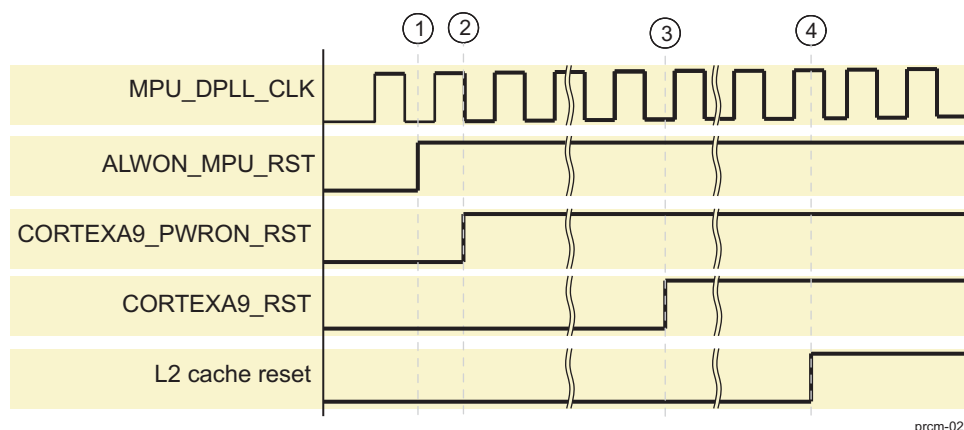 1 2 3 4
MPU_DPLL_CLK
ALWON_MPU_RST
CORTEXA9_PWRON_RST
CORTEXA9_RST
L2 cache reset
prcm-02